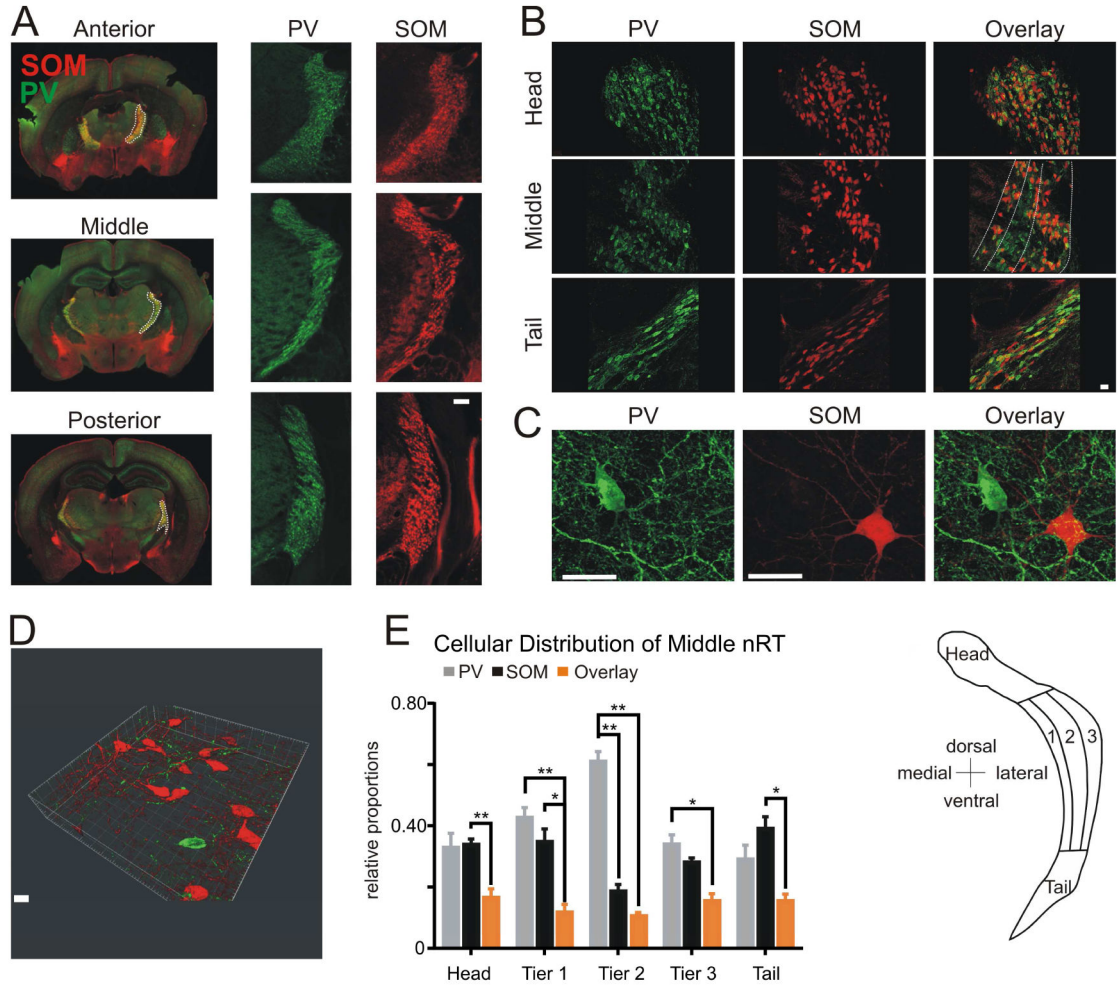 A
Anterior
SOM
PV
PV
SOM
Middle
Posterior
B
PV
SOM
Overlay
Head
Middle
Tail
C
PV
SOM
Overlay
D
E
Cellular Distribution of Middle nRT
PV SOM Overlay
relative proportions
0.80
0.40
0
**
**
*
**
**
*
*
Head Tier 1 Tier 2 Tier 3 Tail
Head
1 2 3
dorsal
medial lateral
ventral
Tail